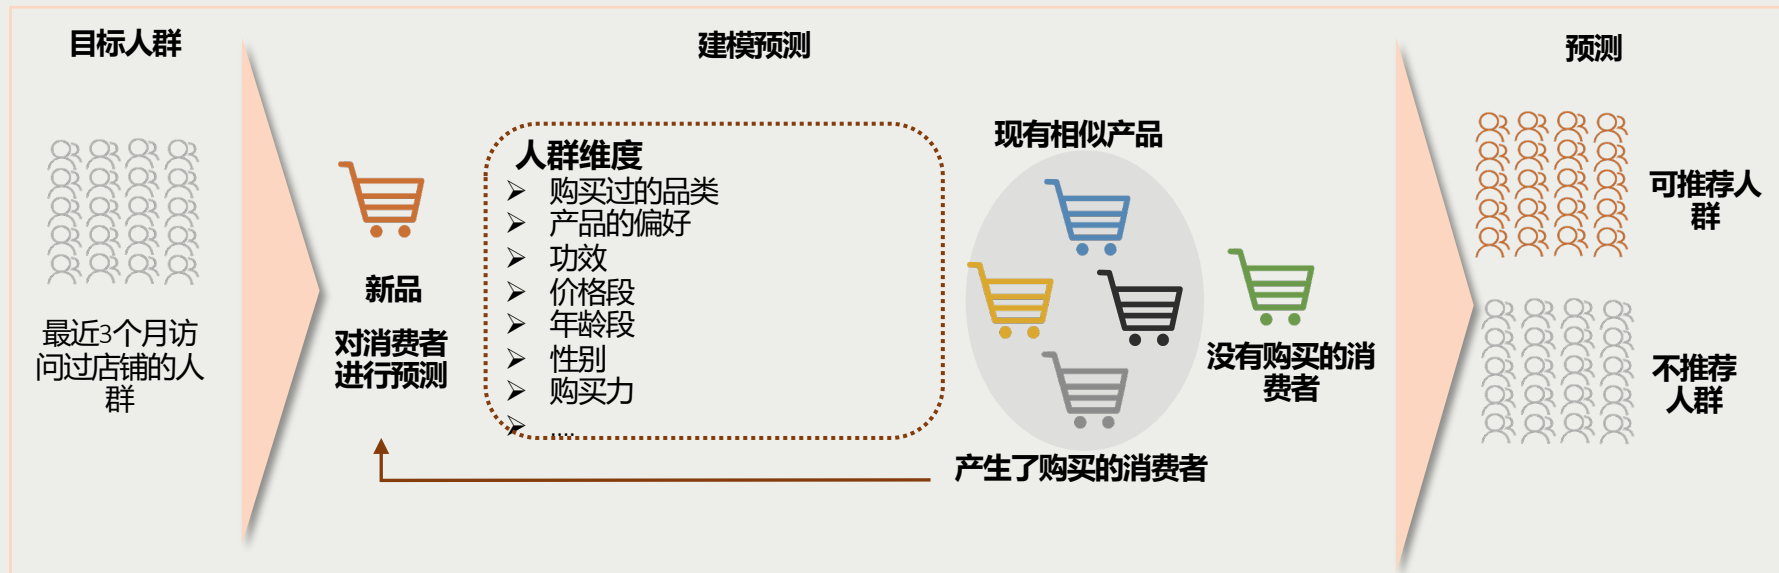 目标人群
最近3个月访
问过店铺的人
群
建模预测
新品
对消费者
进行预测
人群维度
购买过的品类
产品的偏好
功效
价格段
年龄段
性别
购买力
....
现有相似产品
产生了购买的消费者
没有购买的消
费者
预测
可推荐人
群
不推荐
人群